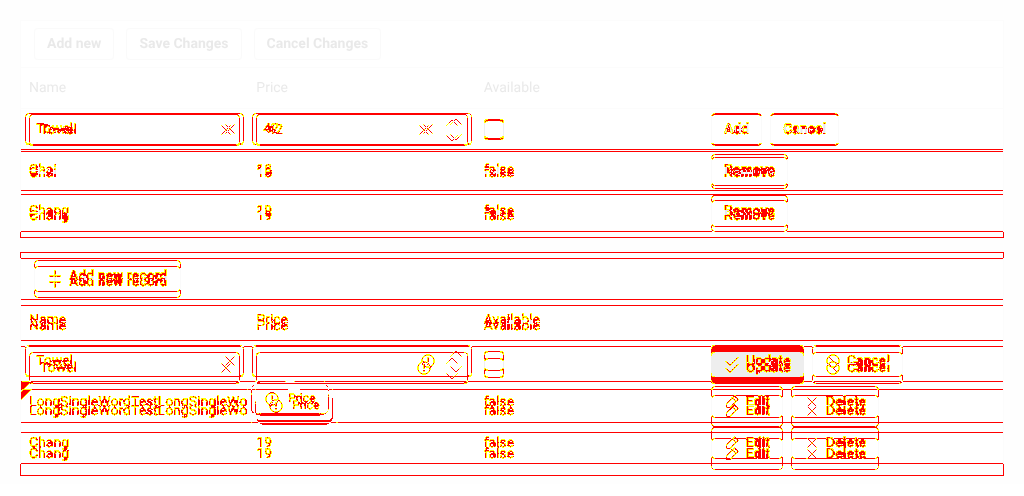 Add new Save Changes Cancel Changes
Name Price Available
Towel 42 Add Cancel
Chai 18 false Remove
Chang 19 false Remove
Add new record
Name Price Available
Towel Update Cancel
LongSingleWordTestLongSingleWo Price false Edit Delete
Chang 19 false Edit Delete